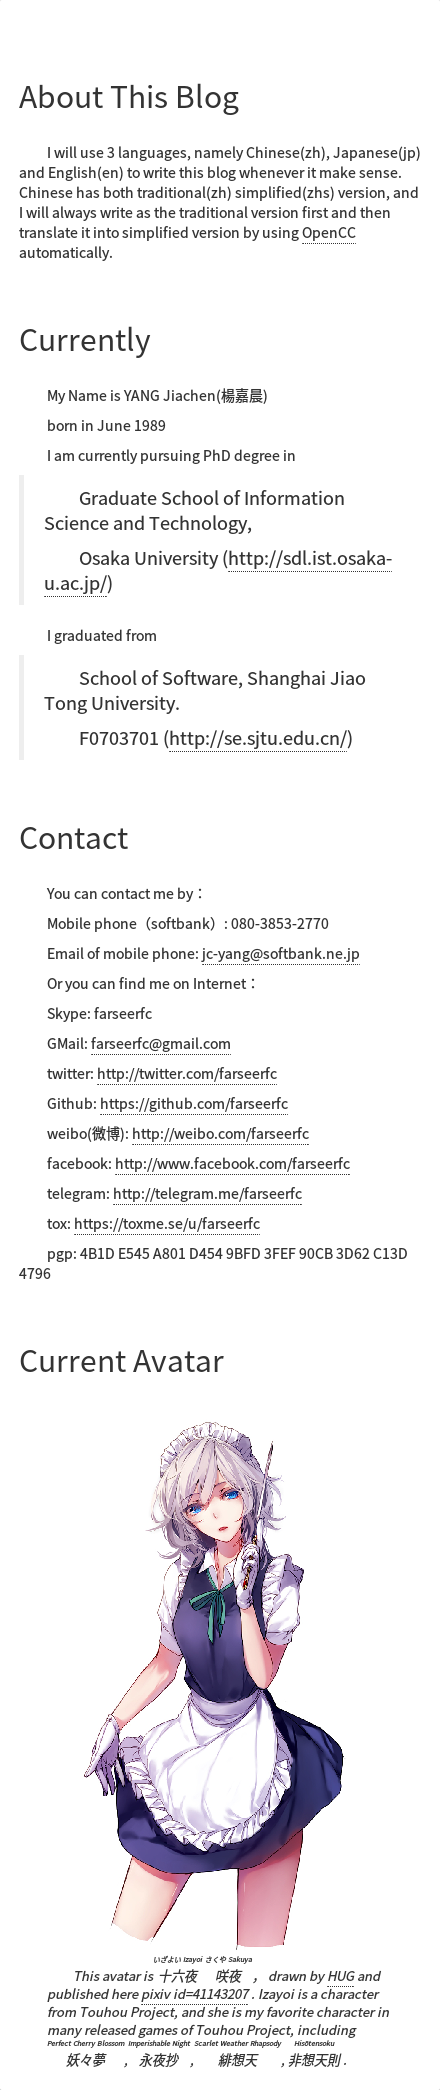 About This Blog
I will use 3 languages, namely Chinese(zh), Japanese(jp)
and English(en) to write this blog whenever it make sense.
Chinese has both traditional(zh) simplified(zhs) version, and
I will always write as the traditional version first and then
translate it into simplified version by using OpenCC
automatically.
Currently
My Name is YANG Jiachen(楊嘉晨)
born in June 1989
I am currently pursuing PhD degree in
Graduate School of Information
Science and Technology,
Osaka University (http://sdl.ist.osaka-
u.ac.jp/)
I graduated from
School of Software, Shanghai Jiao
Tong University.
F0703701 (http://se.sjtu.edu.cn/)
Contact
You can contact me by：
Mobile phone（softbank）: 080-3853-2770
Email of mobile phone: jc-yang@softbank.ne.jp
Or you can find me on Internet：
Skype: farseerfc
GMail: farseerfc@gmail.com
twitter: http://twitter.com/farseerfc
Github: https://github.com/farseerfc
weibo(微博): http://weibo.com/farseerfc
facebook: http://www.facebook.com/farseerfc
telegram: http://telegram.me/farseerfc
tox: https://toxme.se/u/farseerfc
pgp: 4B1D E545 A801 D454 9BFD 3FEF 90CB 3D62 C13D
4796
Current Avatar
いざよい Izayoi さくや Sakuya
This avatar is 十六夜 咲夜 ， drawn by HUG and
published here pixiv id=41143207 . Izayoi is a character
from Touhou Project, and she is my favorite character in
many released games of Touhou Project, including
Perfect Cherry Blossom Imperishable Night Scarlet Weather Rhapsody Hisōtensoku
妖々夢 ， 永夜抄 ， 緋想天 , 非想天則 .